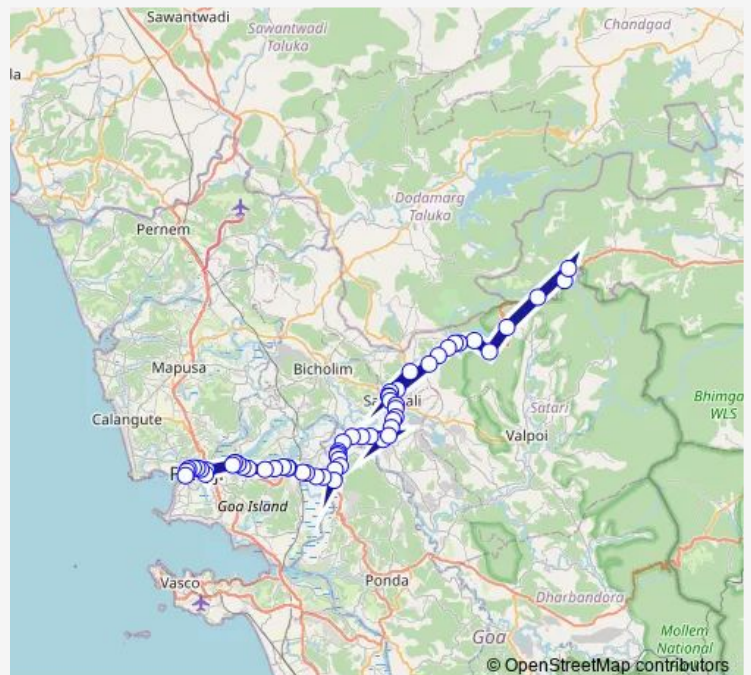 Sawantwadi
Chandgad
Sawantwadi
Taluka
Dodamarg
Taluka
Pernem
Mapusa
Bicholim
Calangute
Satari
Bhimga
WLS
Valpoi
Goa Island
Vasco
Ponda
Dharbandora
Goa
Mollem
National
© OpenStreetMap contributors